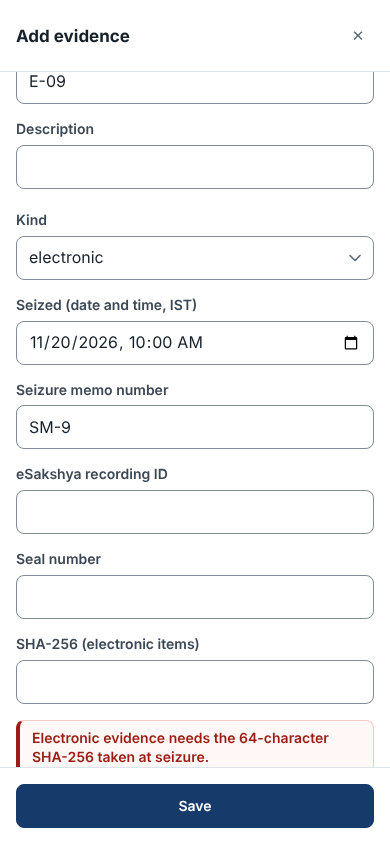 Add evidence
E-09
Description
Kind
electronic
Seized (date and time, IST)
11/20/2026, 10:00 AM
Seizure memo number
SM-9
eSakshya recording ID
Seal number
SHA-256 (electronic items)
Electronic evidence needs the 64-character
SHA-256 taken at seizure.
Save